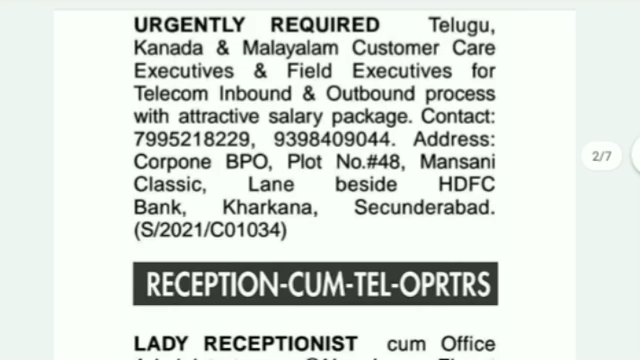 URGENTLY REQUIRED Telugu,
Kanada & Malayalam Customer Care
Executives & Field Executives for
Telecom Inbound & Outbound process
with attractive salary package. Contact:
7995218229, 9398409044. Address:
Corpone BPO, Plot No.#48, Mansani
Classic, Lane beside HDFC
Bank, Kharkana, Secunderabad.
(S/2021/C01034)
2/7
RECEPTION-CUM-TEL-OPRTRS
LADY RECEPTIONIST cum Office